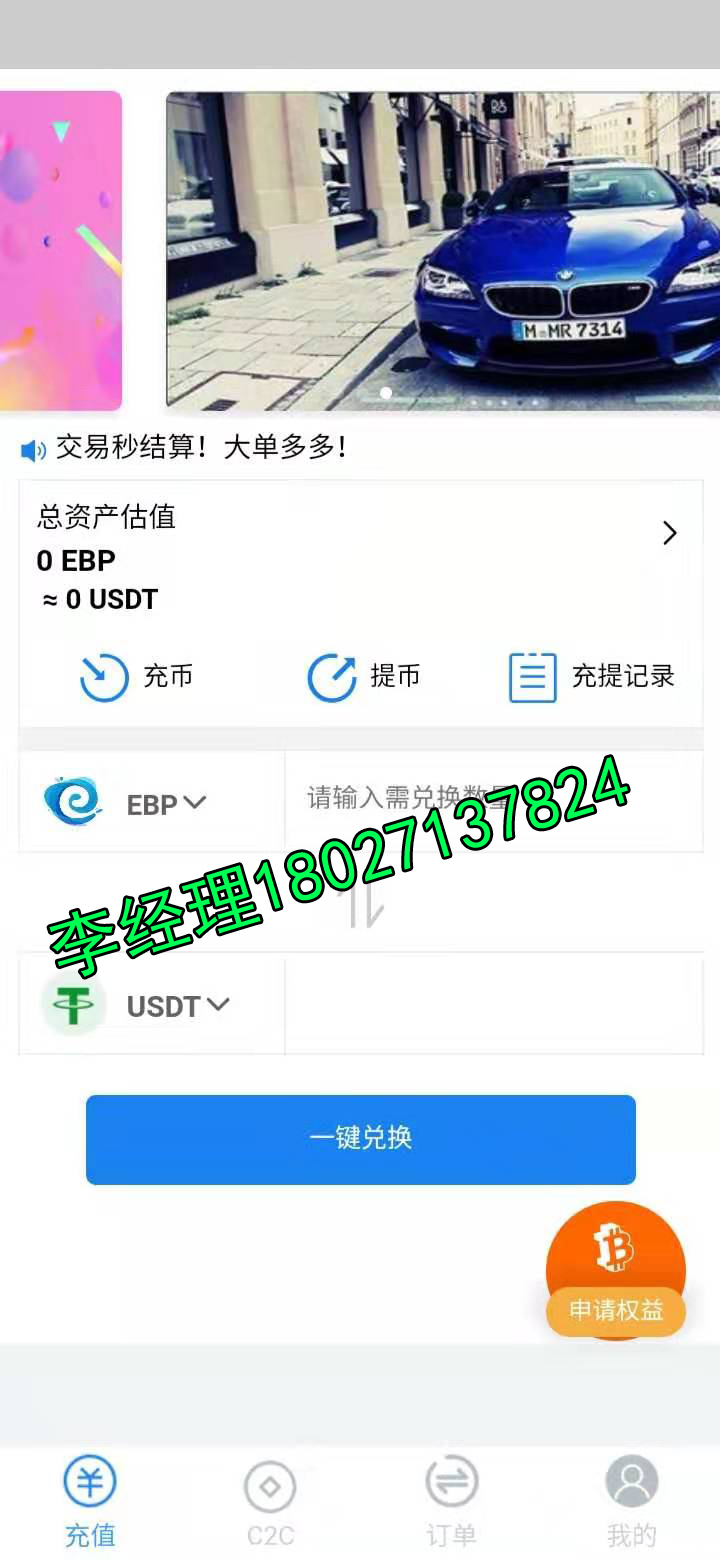 M MR 7314
交易秒结算！大单多多！
总资产估值
0 EBP
≈ 0 USDT
充币
提币
充提记录
EBP
请输入需兑换数量
李经理18027137824
USDT
一键兑换
申请权益
充值
C2C
订单
我的